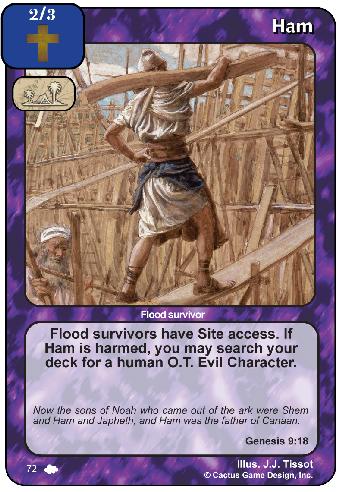 2/3
Ham
Flood survivor
Flood survivors have Site access. If
Ham is harmed, you may search your
deck for a human O.T. Evil Character.
Now the sons of Noah who came out of the ark were Shem
and Ham and Japheth; and Ham was the father of Canaan.
Genesis 9:18
72
Illus. J.J. Tissot
© Cactus Game Design, Inc.